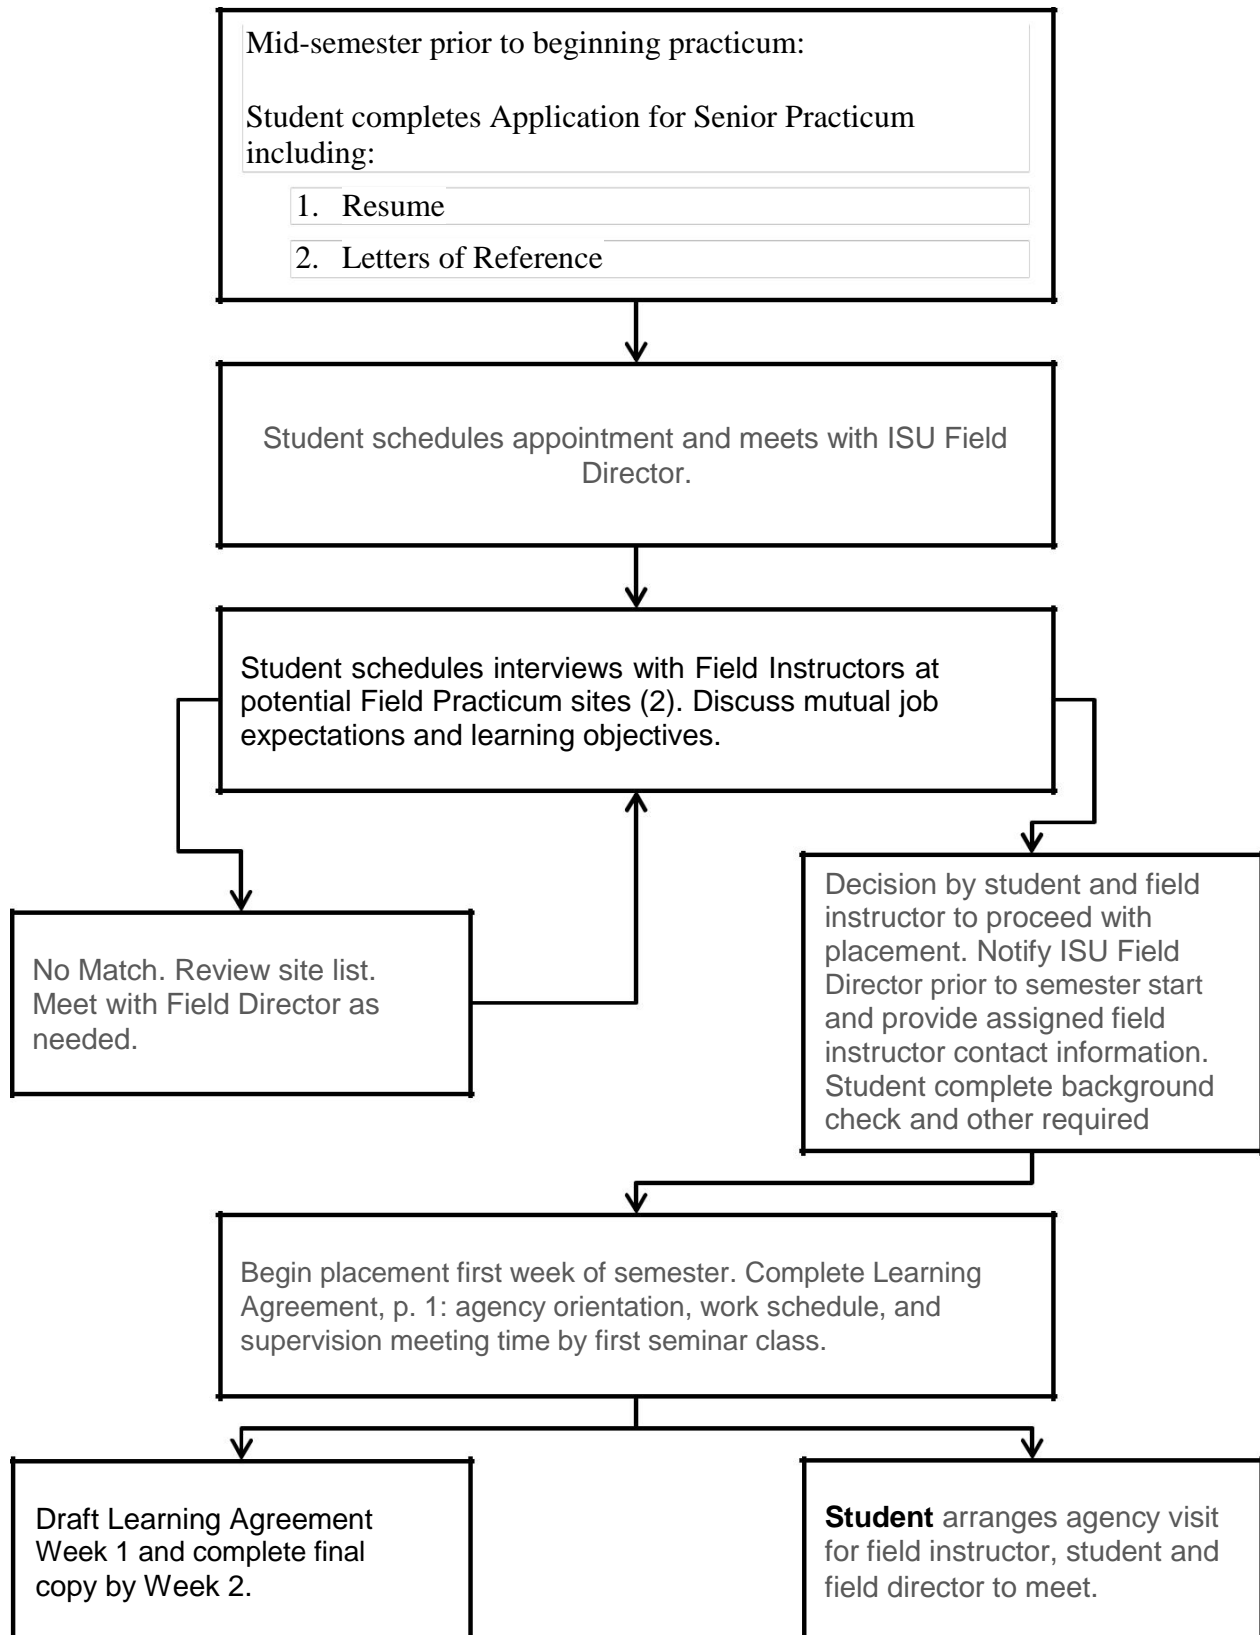 Mid-semester prior to beginning practicum:
Student completes Application for Senior Practicum
including:
1. Resume
2. Letters of Reference
Student schedules appointment and meets with ISU Field
Director.
Student schedules interviews with Field Instructors at
potential Field Practicum sites (2). Discuss mutual job
expectations and learning objectives.
No Match. Review site list.
Meet with Field Director as
needed.
Decision by student and field
instructor to proceed with
placement. Notify ISU Field
Director prior to semester start
and provide assigned field
instructor contact information.
Student complete background
check and other required
Begin placement first week of semester. Complete Learning
Agreement, p. 1: agency orientation, work schedule, and
supervision meeting time by first seminar class.
Draft Learning Agreement
Week 1 and complete final
copy by Week 2.
Student arranges agency visit
for field instructor, student and
field director to meet.